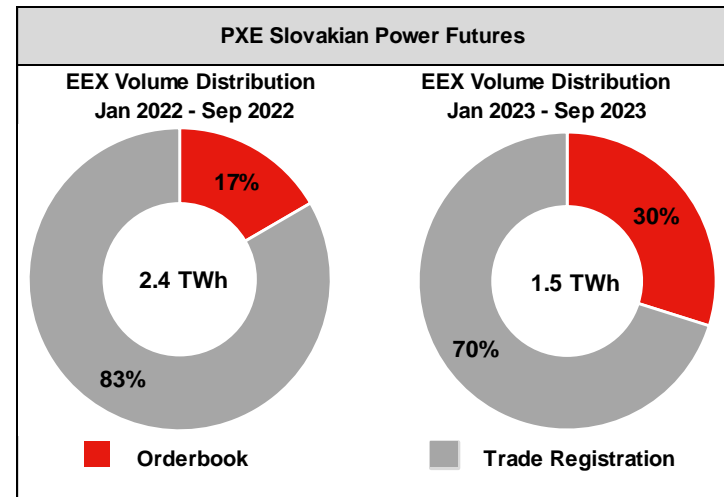 PXE Slovakian Power Futures
EEX Volume Distribution
Jan 2022 - Sep 2022
17%
2.4 TWh
83%
EEX Volume Distribution
Jan 2023 - Sep 2023
30%
1.5 TWh
70%
Orderbook
Trade Registration